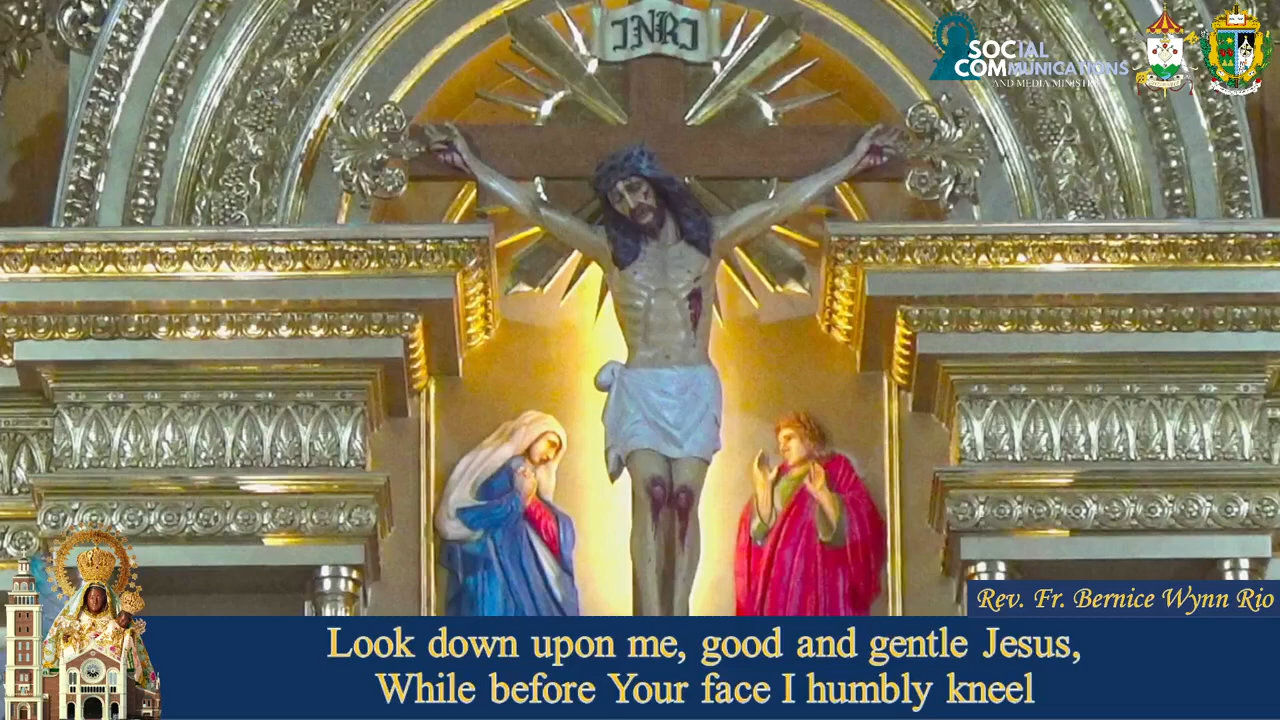 INRI
SOCIAL
COMMUNICATIONS
AND MEDIA MINISTRY
Rev. Fr. Bernice Wynn Rio
Look down upon me, good and gentle Jesus,
While before Your face I humbly kneel